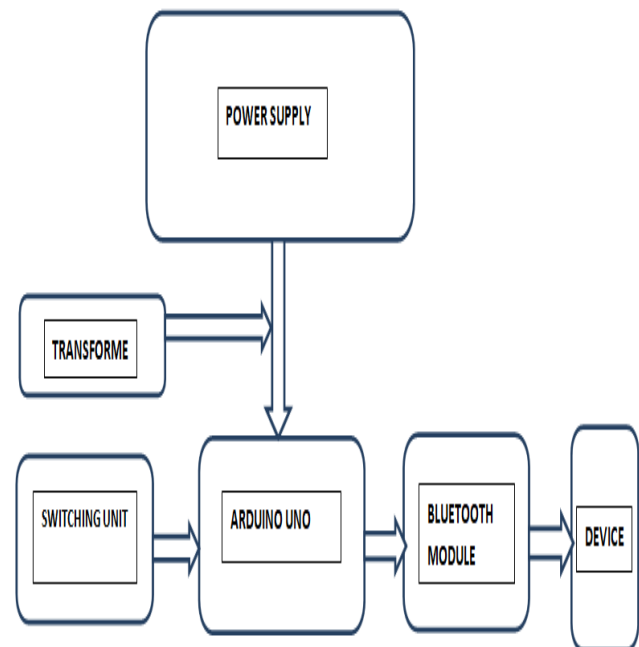 POWER SUPPLY
TRANSFORME
SWITCHING UNIT
ARDUINO UNO
BLUETOOTH
MODULE
DEVICE